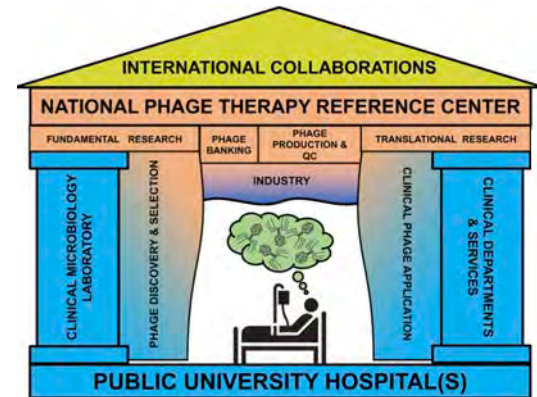 INTERNATIONAL COLLABORATIONS
NATIONAL PHAGE THERAPY REFERENCE CENTER
FUNDAMENTAL RESEARCH
PHAGE
BANKING
PHAGE
PRODUCTION &
QC
TRANSLATIONAL RESEARCH
INDUSTRY
CLINICAL MICROBIOLOGY
LABORATORY
PHAGE DISCOVERY & SELECTION
CLINICAL PHAGE APPLICATION
CLINICAL DEPARTMENTS
& SERVICES
PUBLIC UNIVERSITY HOSPITAL(S)